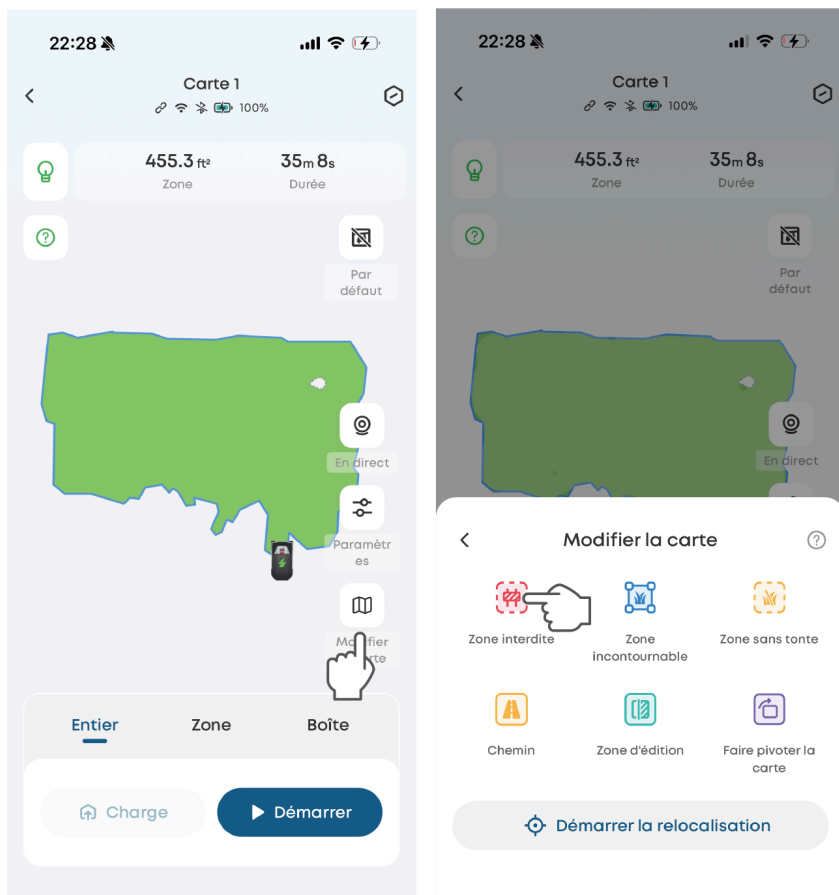 22:28
Carte 1
100%
455.3 ft²
35m 8s
Zone
Durée
Par
défaut
En direct
Paramètr
es
Entier
Zone
Boîte
Charge
Démarrer
22:28
Carte 1
100%
455.3 ft²
35m 8s
Zone
Durée
Par
défaut
En direct
Modifier la carte
Zone interdite
Zone
incontournable
Zone sans tonte
Chemin
Zone d'édition
Faire pivoter la
carte
Démarrer la relocalisation